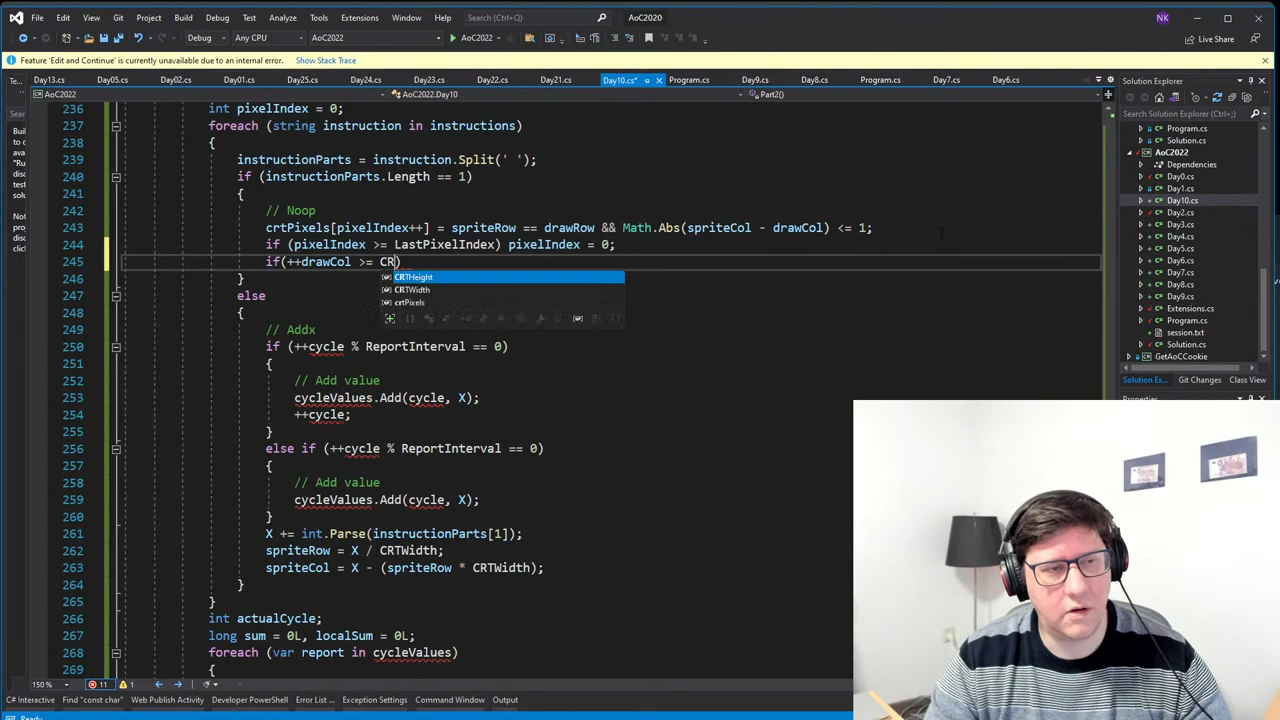 File Edit View Git Project Build Debug Test Analyze Tools Extensions Window Help Search (Ctrl+Q) AoC2020 NK
Debug Any CPU AoC2022 AoC2022 Live Share
Feature 'Edit and Continue' is currently unavailable due to an internal error. Show Stack Trace
Day13.cs Day05.cs Day02.cs Day01.cs Day25.cs Day24.cs Day23.cs Day22.cs Day21.cs Day10.cs* Program.cs Day9.cs Day8.cs Program.cs Day7.cs Day6.cs
AoC2022 AoC2022.Day10 Part2()
236 int pixelIndex = 0;
237 foreach (string instruction in instructions)
238 {
239 instructionParts = instruction.Split(' ');
240 if (instructionParts.Length == 1)
241 {
242 // Noop
243 crtPixels[pixelIndex++] = spriteRow == drawRow && Math.Abs(spriteCol - drawCol) <= 1;
244 if (pixelIndex >= LastPixelIndex) pixelIndex = 0;
245 if(++drawCol >= CR)
246 }
CRTHeight
CRTWidth
crtPixels
247 else
248 {
249 // Addx
250 if (++cycle % ReportInterval == 0)
251 {
252 // Add value
253 cycleValues.Add(cycle, X);
254 ++cycle;
255 }
256 else if (++cycle % ReportInterval == 0)
257 {
258 // Add value
259 cycleValues.Add(cycle, X);
260 }
261 X += int.Parse(instructionParts[1]);
262 spriteRow = X / CRTWidth;
263 spriteCol = X - (spriteRow * CRTWidth);
264 }
265 }
266 int actualCycle;
267 long sum = 0L, localSum = 0L;
268 foreach (var report in cycleValues)
269 {
150 % 11 1
C# Interactive Find "const char" Web Publish Activity Developer PowerShell Error List ... Exception Settings Command Window Output
Ready
Solution Explorer
Search Solution Explorer (Ctrl+;)
Program.cs
Solution.cs
AoC2022
Dependencies
Day0.cs
Day1.cs
Day10.cs
Day2.cs
Day3.cs
Day4.cs
Day5.cs
Day6.cs
Day7.cs
Day8.cs
Day9.cs
Extensions.cs
Program.cs
session.txt
Solution.cs
GetAoCCookie
Solution Ex... Git Changes Class View
Properties